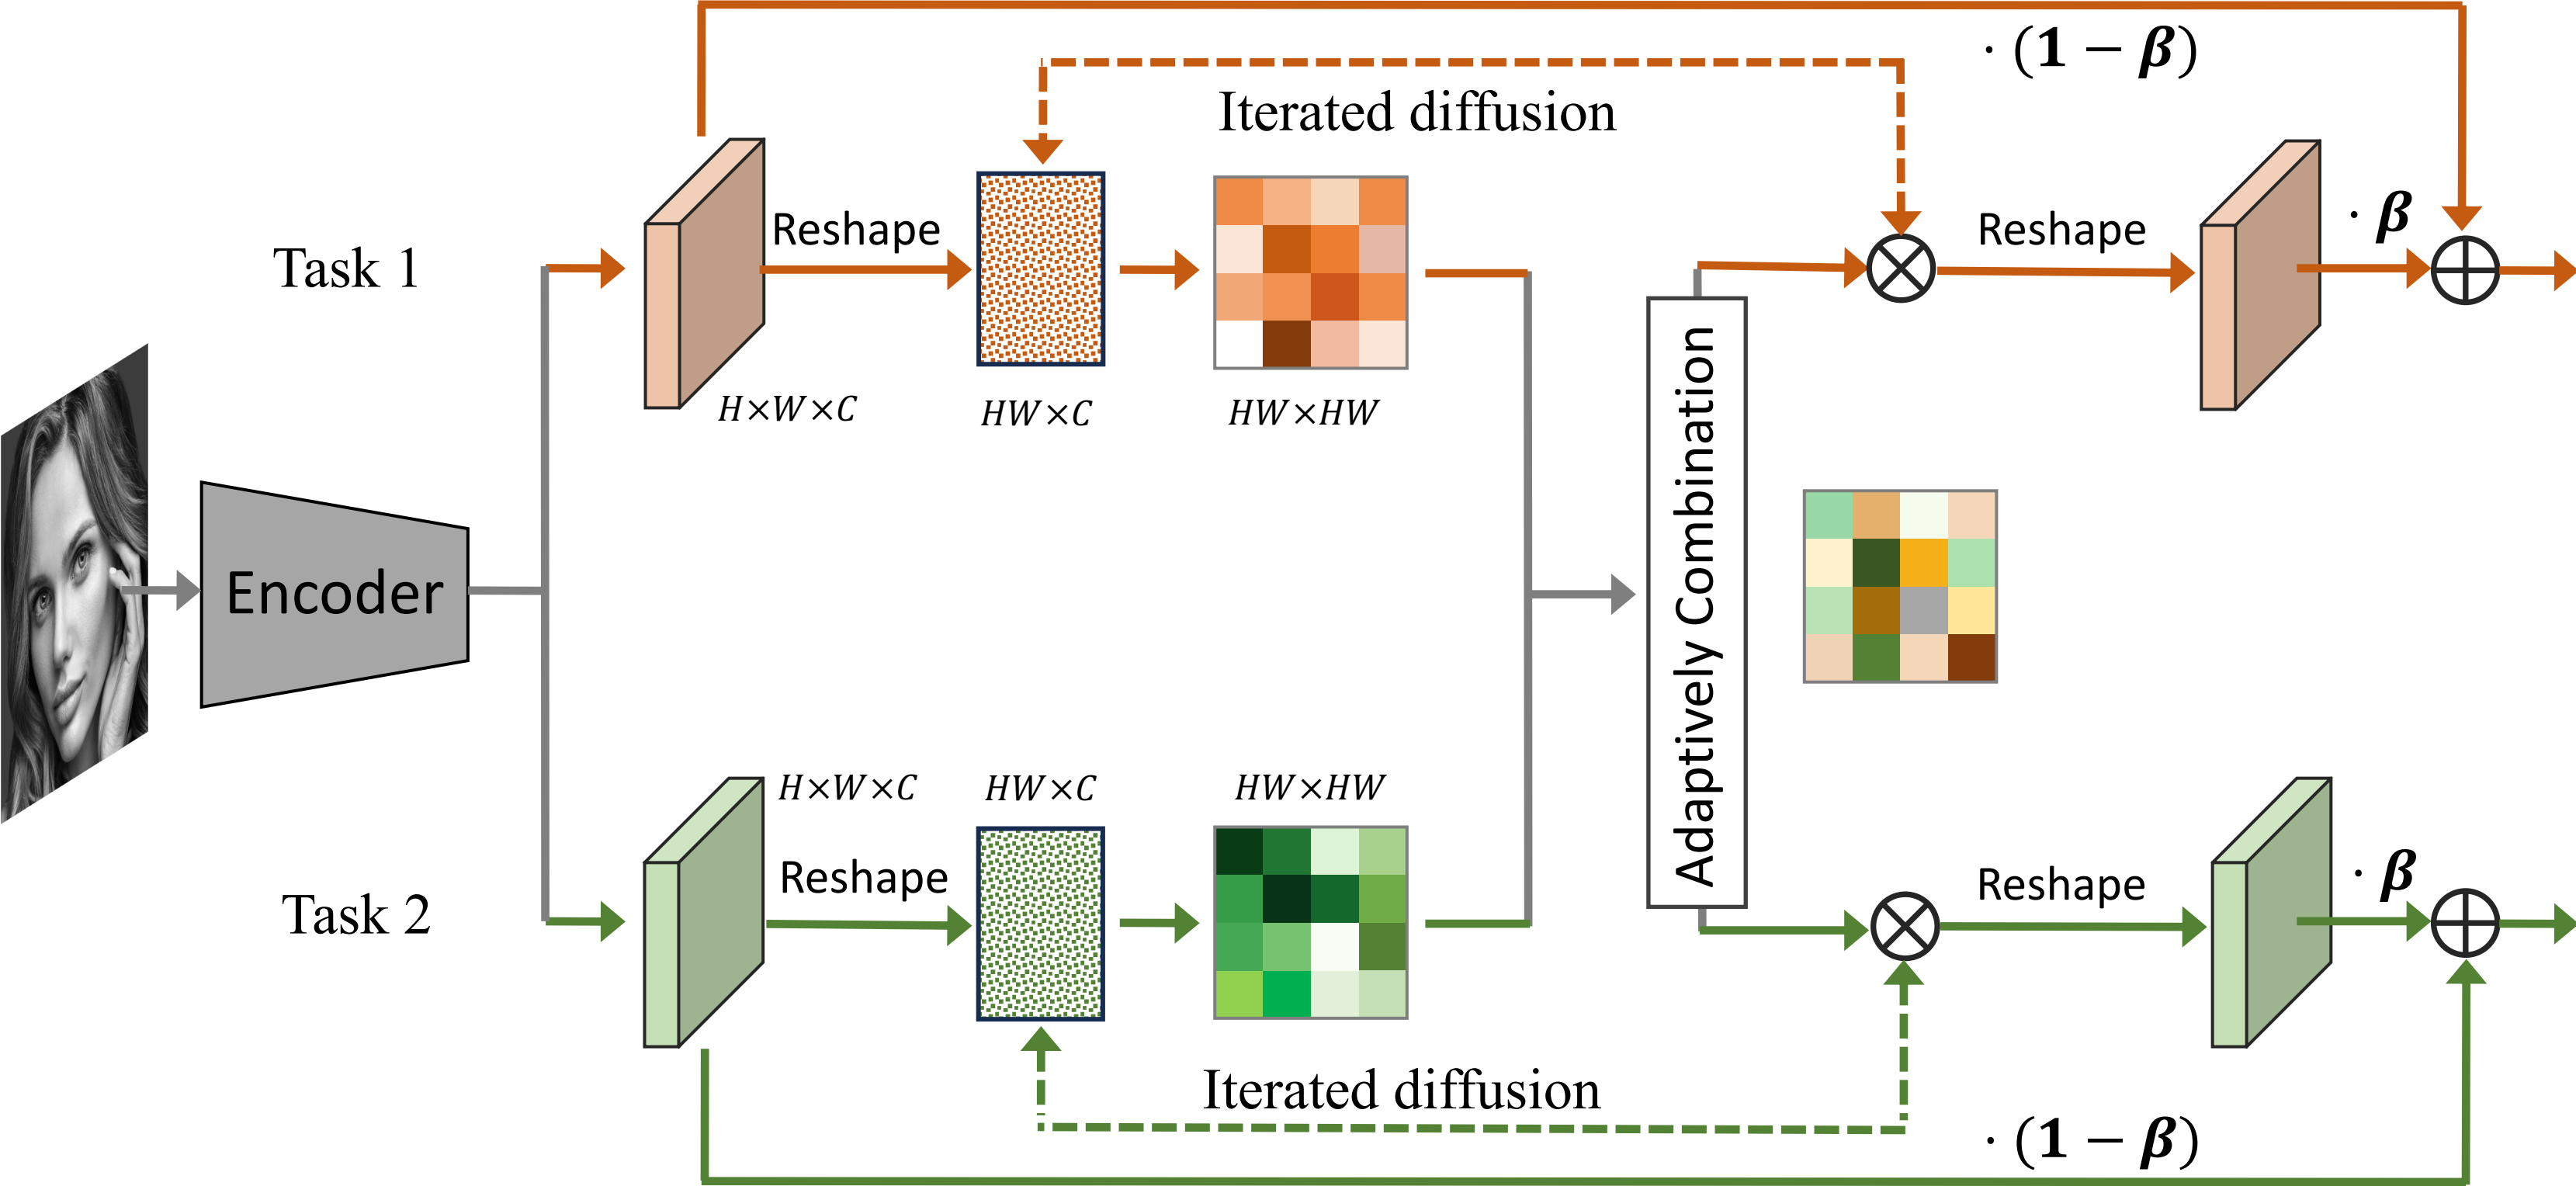 · (1 − β)
Iterated diffusion
Task 1
Reshape
Reshape
· β
H×W×C
HW×C
HW×HW
Encoder
Adaptively Combination
H×W×C
HW×C
HW×HW
Task 2
Reshape
Reshape
· β
Iterated diffusion
· (1 − β)